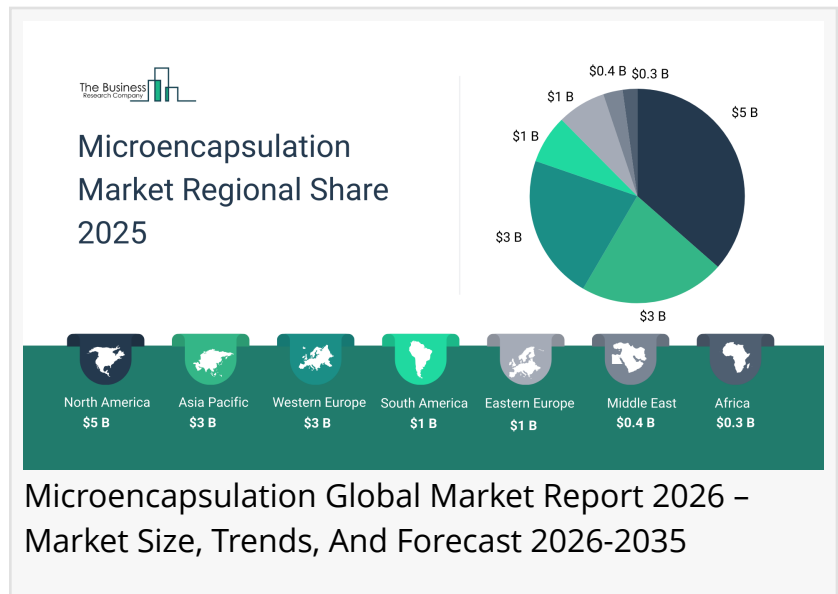 The Business
Research Company
Microencapsulation
Market Regional Share
2025
$0.4 B $0.3 B
$1 B
$5 B
$1 B
$3 B
$3 B
North America
$5 B
Asia Pacific
$3 B
Western Europe
$3 B
South America
$1 B
Eastern Europe
$1 B
Middle East
$0.4 B
Africa
$0.3 B
Microencapsulation Global Market Report 2026 –
Market Size, Trends, And Forecast 2026-2035